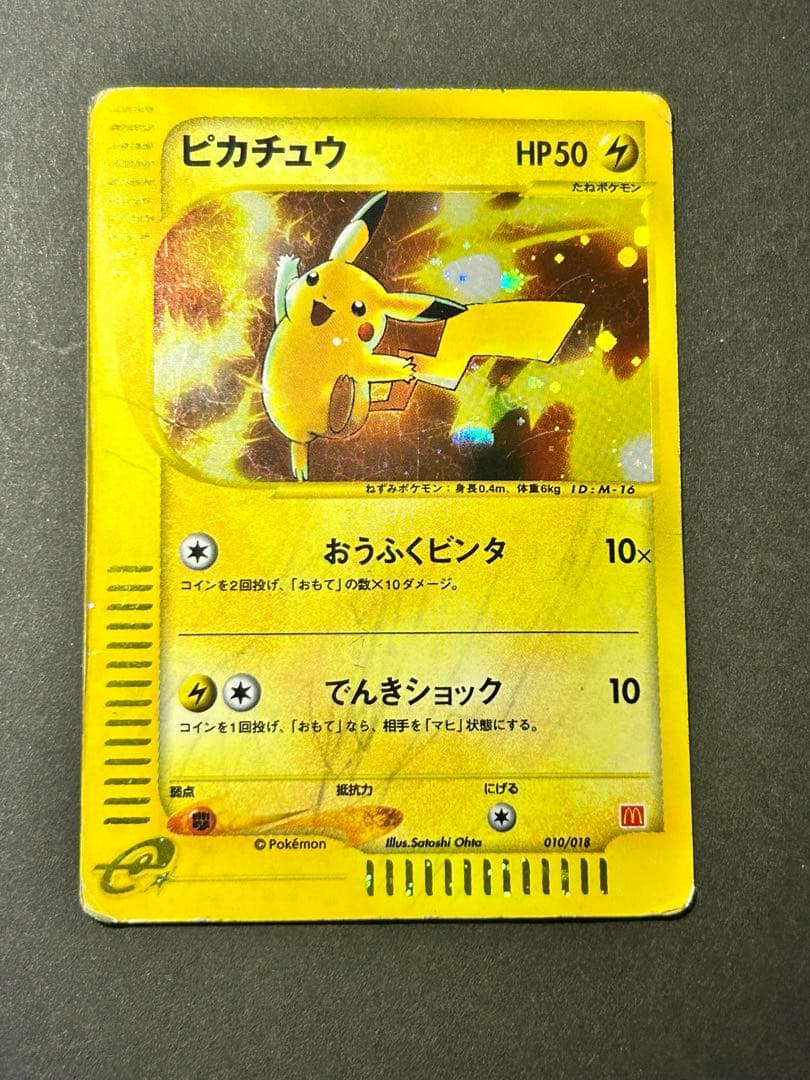 ピカチュウ HP50
たねポケモン
ねずみポケモン：身長0.4m、体重6kg ID:M-16
おうふくビンタ 10×
コインを2回投げ、「おもて」の数×10ダメージ。
でんきショック 10
コインを1回投げ、「おもて」なら、相手を「マヒ」状態にする。
弱点 抵抗力 にげる
©Pokémon Illus.Satoshi Ohta 010/018